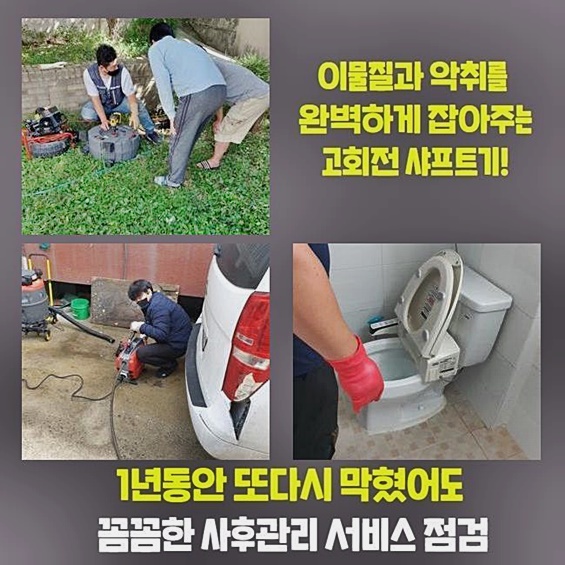 이물질과 악취를
완벽하게 잡아주는
고회전 샤프트기!
1년동안 또다시 막혔어도
꼼꼼한 사후관리 서비스 점검